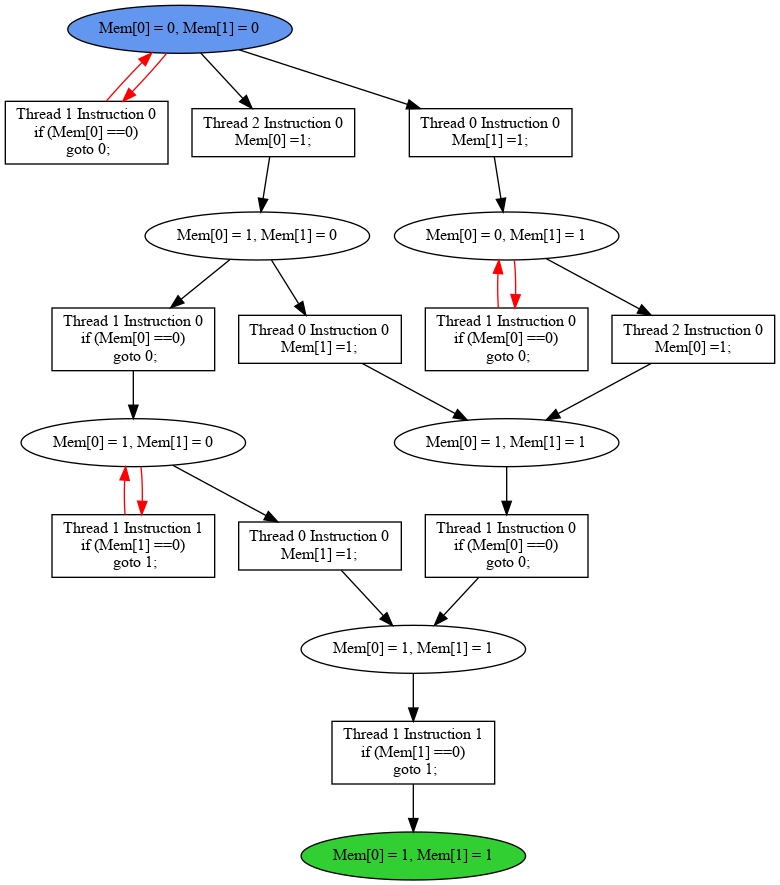 Mem[0] = 0, Mem[1] = 0
Thread 1 Instruction 0
if (Mem[0] ==0)
goto 0;
Thread 2 Instruction 0
Mem[0] =1;
Thread 0 Instruction 0
Mem[1] =1;
Mem[0] = 1, Mem[1] = 0
Mem[0] = 0, Mem[1] = 1
Thread 1 Instruction 0
if (Mem[0] ==0)
goto 0;
Thread 0 Instruction 0
Mem[1] =1;
Thread 1 Instruction 0
if (Mem[0] ==0)
goto 0;
Thread 2 Instruction 0
Mem[0] =1;
Mem[0] = 1, Mem[1] = 0
Mem[0] = 1, Mem[1] = 1
Thread 1 Instruction 1
if (Mem[1] ==0)
goto 1;
Thread 0 Instruction 0
Mem[1] =1;
Thread 1 Instruction 0
if (Mem[0] ==0)
goto 0;
Mem[0] = 1, Mem[1] = 1
Thread 1 Instruction 1
if (Mem[1] ==0)
goto 1;
Mem[0] = 1, Mem[1] = 1